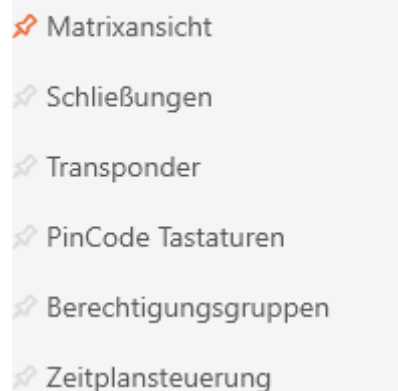 Matrixansicht
Schließungen
Transponder
PinCode Tastaturen
Berechtigungsgruppen
Zeitplansteuerung